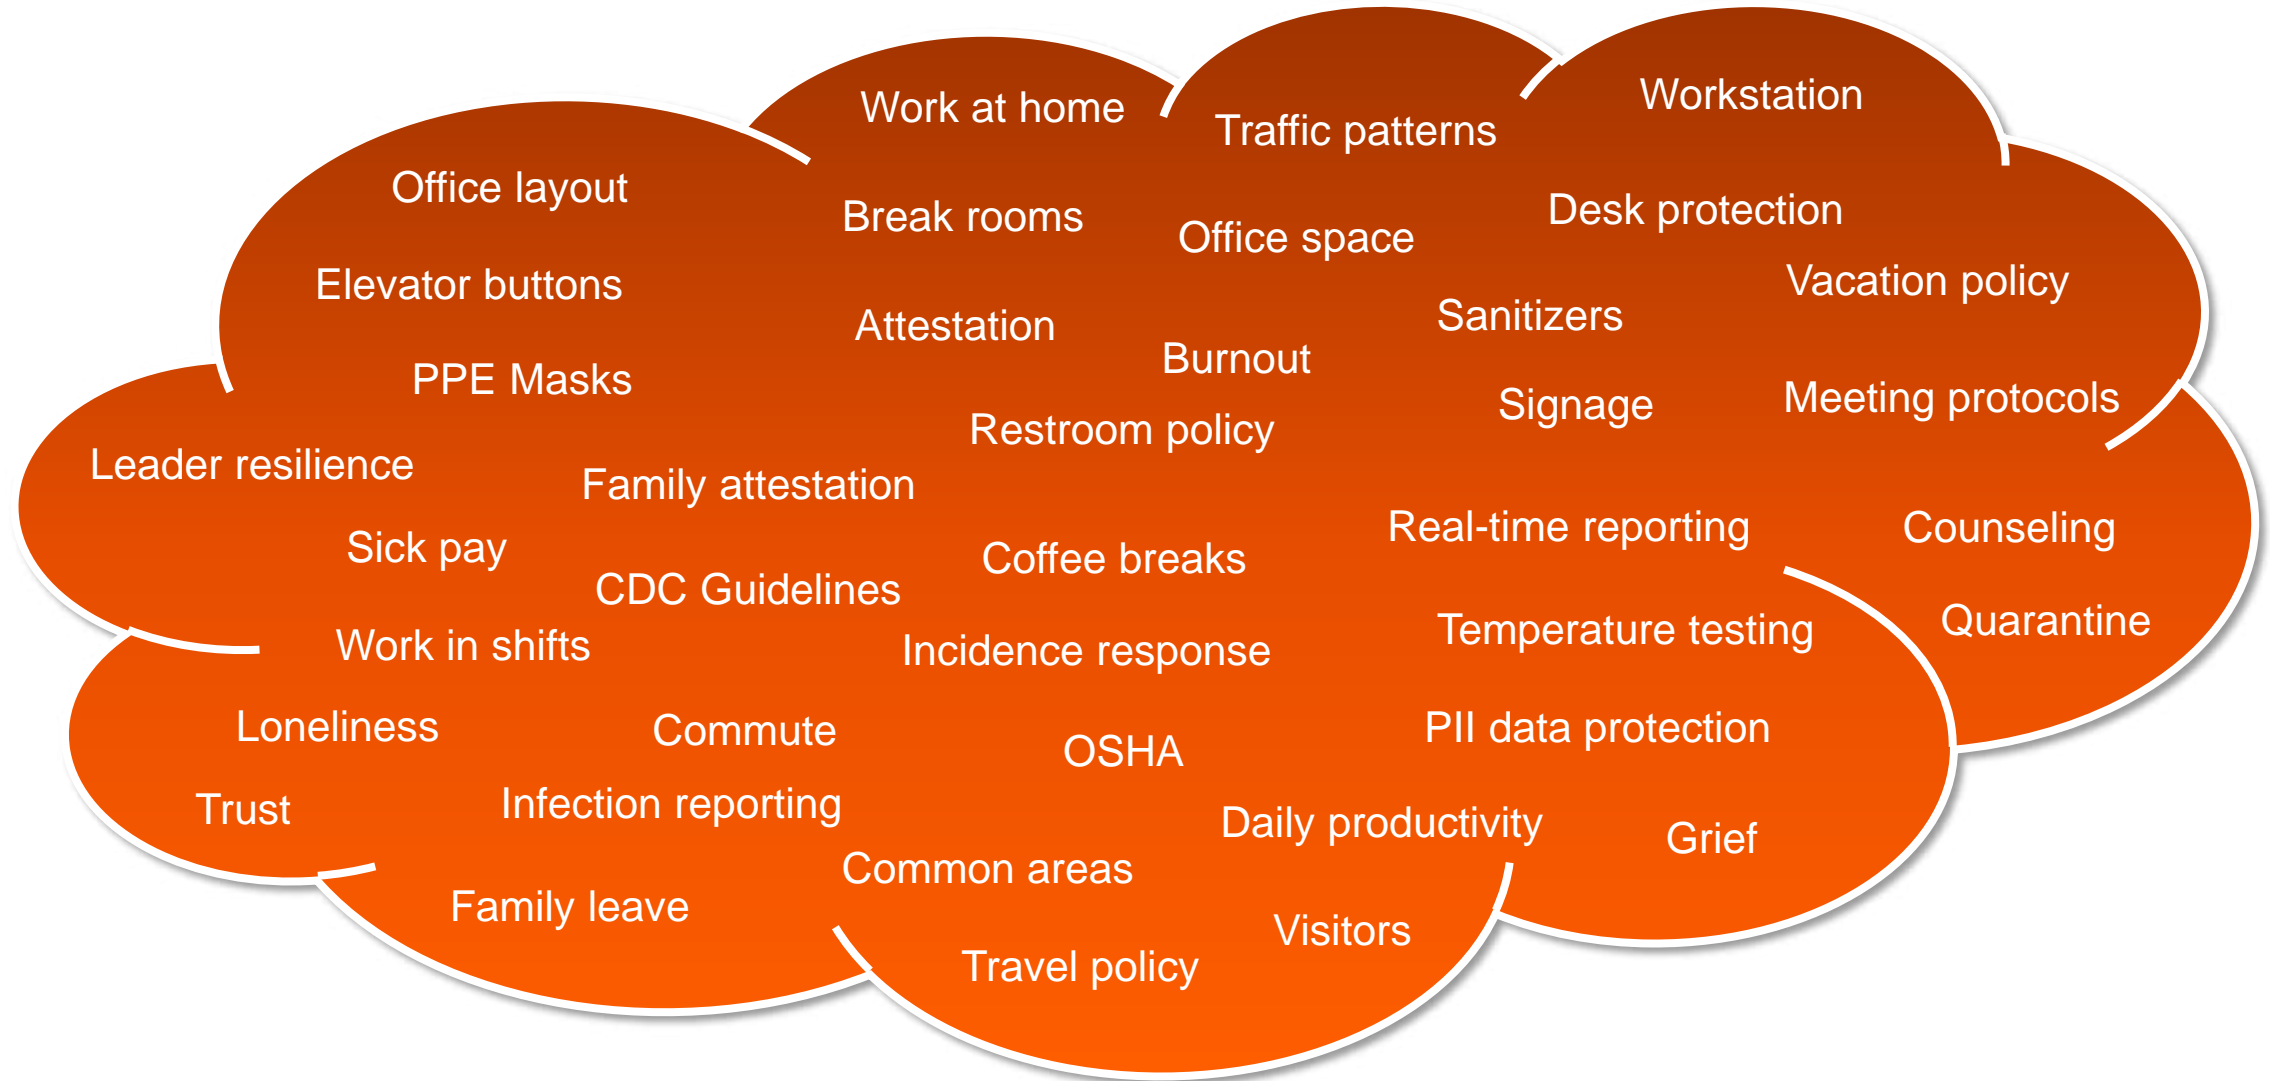 Work at home
Traffic patterns
Workstation
Office layout
Break rooms
Office space
Desk protection
Elevator buttons
Attestation
Sanitizers
Vacation policy
PPE Masks
Burnout
Signage
Meeting protocols
Restroom policy
Leader resilience
Family attestation
Real-time reporting
Counseling
Sick pay
CDC Guidelines
Coffee breaks
Work in shifts
Incidence response
Temperature testing
Quarantine
Loneliness
Commute
OSHA
PII data protection
Trust
Infection reporting
Daily productivity
Grief
Common areas
Family leave
Visitors
Travel policy